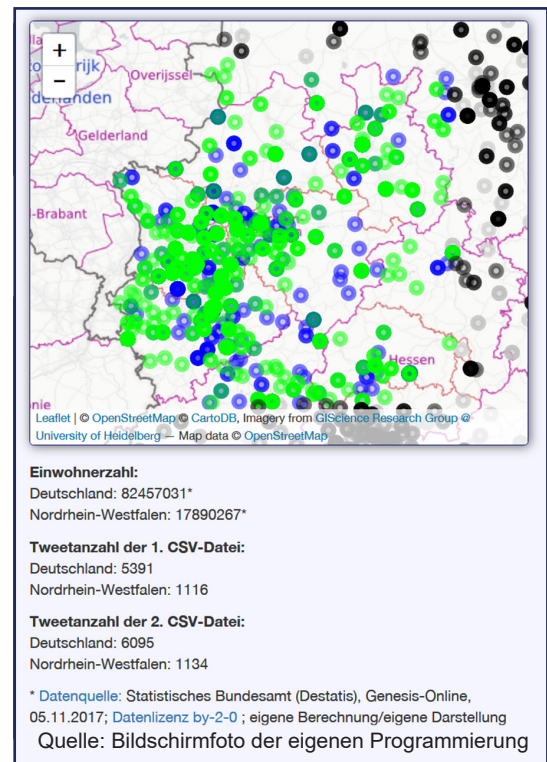 +
−
Overijssel
Gelderland
-Brabant
Hessen
Leaflet | © OpenStreetMap © CartoDB, Imagery from GIScience Research Group @
University of Heidelberg — Map data © OpenStreetMap
Einwohnerzahl:
Deutschland: 82457031*
Nordrhein-Westfalen: 17890267*
Tweetanzahl der 1. CSV-Datei:
Deutschland: 5391
Nordrhein-Westfalen: 1116
Tweetanzahl der 2. CSV-Datei:
Deutschland: 6095
Nordrhein-Westfalen: 1134
* Datenquelle: Statistisches Bundesamt (Destatis), Genesis-Online,
05.11.2017; Datenlizenz by-2-0 ; eigene Berechnung/eigene Darstellung
Quelle: Bildschirmfoto der eigenen Programmierung